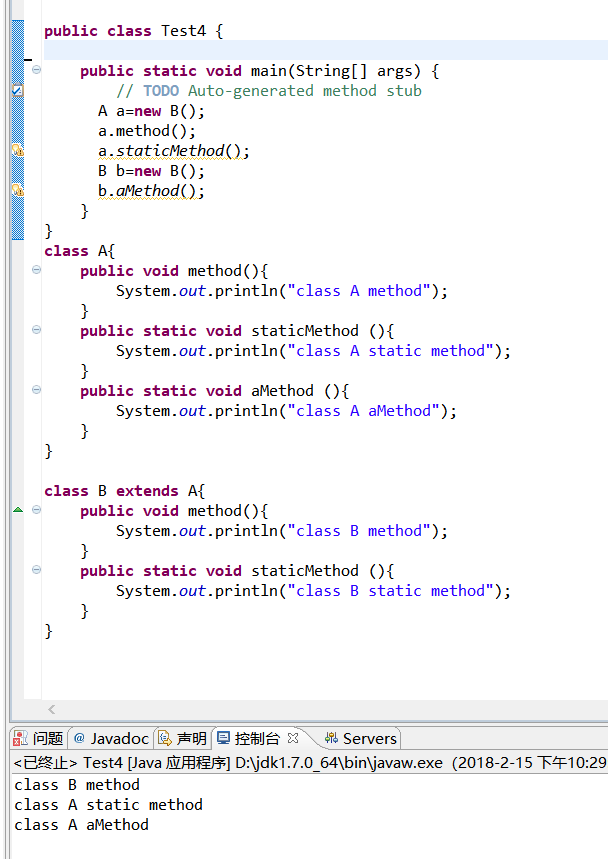 public class Test4 {
public static void main(String[] args) {
// TODO Auto-generated method stub
A a=new B();
a.method();
a.staticMethod();
B b=new B();
b.aMethod();
}
}
class A{
public void method(){
System.out.println("class A method");
}
public static void staticMethod (){
System.out.println("class A static method");
}
public static void aMethod (){
System.out.println("class A aMethod");
}
}
class B extends A{
public void method(){
System.out.println("class B method");
}
public static void staticMethod (){
System.out.println("class B static method");
}
}
问题 @ Javadoc 声明 控制台 Servers
<已终止> Test4 [Java 应用程序] D:\jdk1.7.0_64\bin\javaw.exe（2018-2-15 下午10:29
class B method
class A static method
class A aMethod